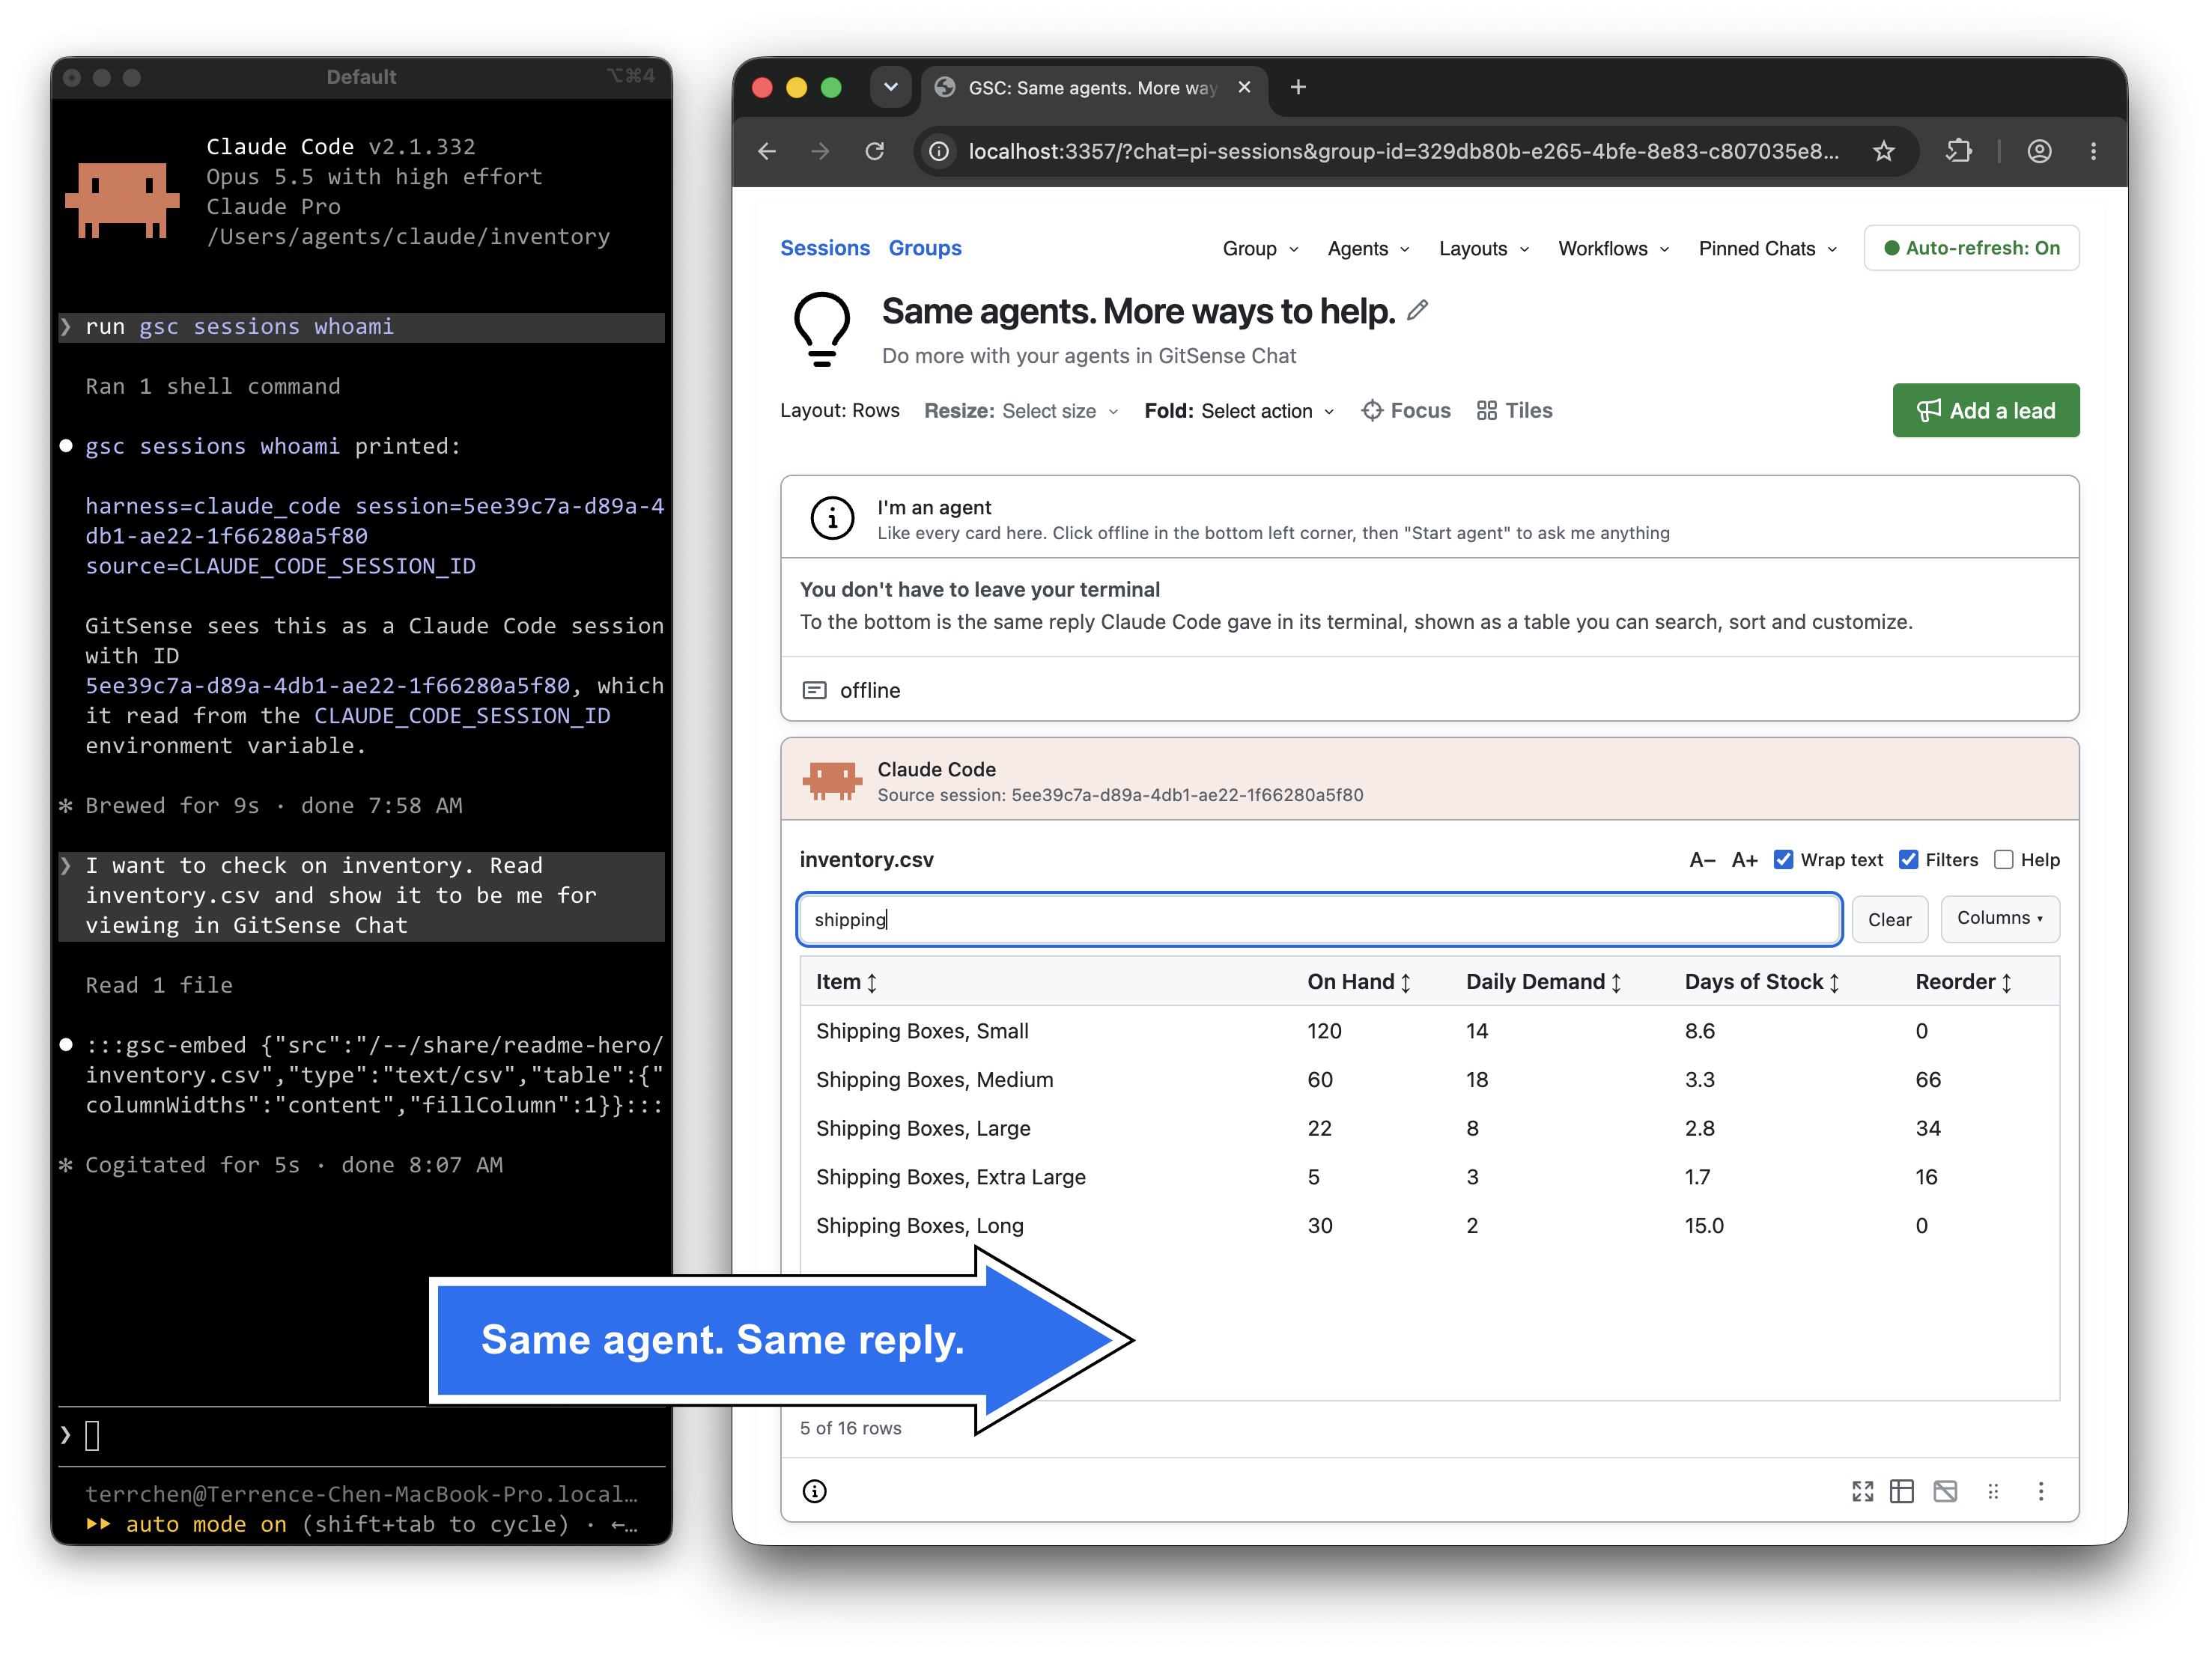 Default
⌥⌘4
Claude Code v2.1.332
Opus 5.5 with high effort
Claude Pro
/Users/agents/claude/inventory
❯ run gsc sessions whoami
Ran 1 shell command
● gsc sessions whoami printed:
harness=claude_code session=5ee39c7a-d89a-4
db1-ae22-1f66280a5f80
source=CLAUDE_CODE_SESSION_ID
GitSense sees this as a Claude Code session
with ID
5ee39c7a-d89a-4db1-ae22-1f66280a5f80, which
it read from the CLAUDE_CODE_SESSION_ID
environment variable.
✻ Brewed for 9s · done 7:58 AM
❯ I want to check on inventory. Read
inventory.csv and show it to be me for
viewing in GitSense Chat
Read 1 file
● :::gsc-embed {"src":"/--/share/readme-hero/
inventory.csv","type":"text/csv","table":{"
columnWidths":"content","fillColumn":1}}:::
✻ Cogitated for 5s · done 8:07 AM
❯
terrchen@Terrence-Chen-MacBook-Pro.local…
⏵⏵ auto mode on (shift+tab to cycle) · ←…
GSC: Same agents. More way
localhost:3357/?chat=pi-sessions&group-id=329db80b-e265-4bfe-8e83-c807035e8...
Sessions Groups Group Agents Layouts Workflows Pinned Chats Auto-refresh: On
Same agents. More ways to help.
Do more with your agents in GitSense Chat
Layout: Rows Resize: Select size Fold: Select action Focus Tiles Add a lead
I'm an agent
Like every card here. Click offline in the bottom left corner, then "Start agent" to ask me anything
You don't have to leave your terminal
To the bottom is the same reply Claude Code gave in its terminal, shown as a table you can search, sort and customize.
offline
Claude Code
Source session: 5ee39c7a-d89a-4db1-ae22-1f66280a5f80
inventory.csv A− A+ Wrap text Filters Help
shipping Clear Columns
Item ↕ On Hand ↕ Daily Demand ↕ Days of Stock ↕ Reorder ↕
Shipping Boxes, Small 120 14 8.6 0
Shipping Boxes, Medium 60 18 3.3 66
Shipping Boxes, Large 22 8 2.8 34
Shipping Boxes, Extra Large 5 3 1.7 16
Shipping Boxes, Long 30 2 15.0 0
Same agent. Same reply.
5 of 16 rows